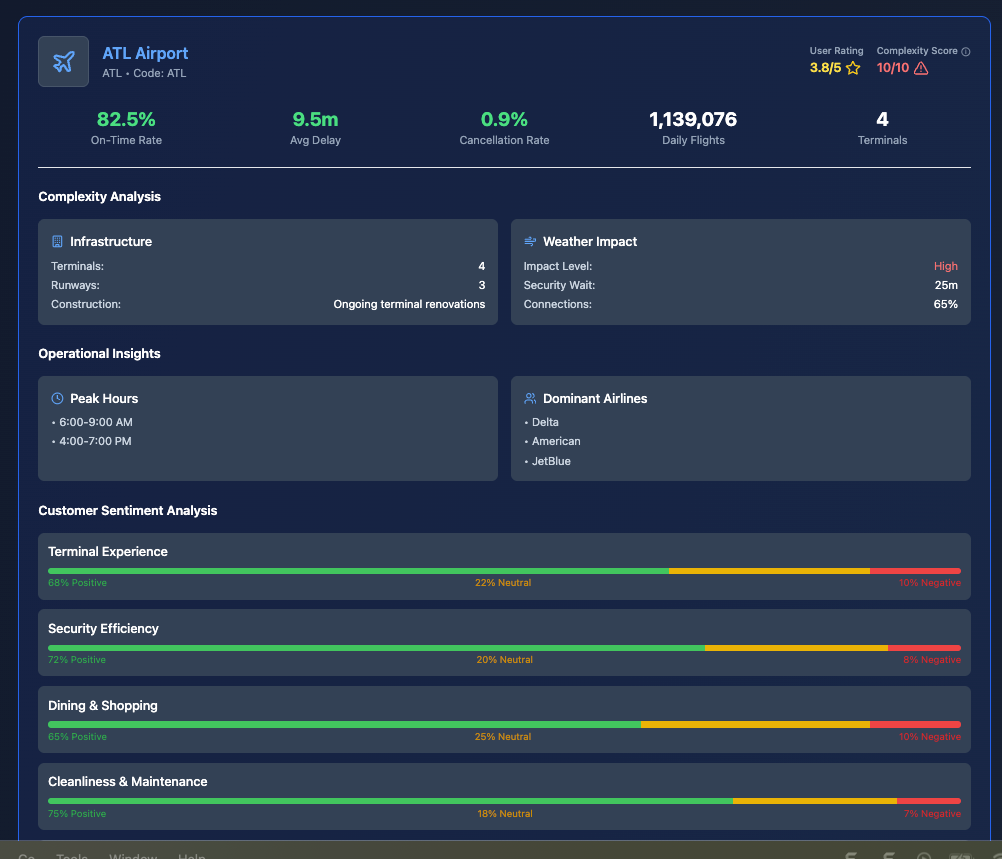 ATL Airport
ATL • Code: ATL
User Rating
3.8/5
Complexity Score
10/10
82.5%
On-Time Rate
9.5m
Avg Delay
0.9%
Cancellation Rate
1,139,076
Daily Flights
4
Terminals
Complexity Analysis
Infrastructure
Terminals: 4
Runways: 3
Construction: Ongoing terminal renovations
Weather Impact
Impact Level: High
Security Wait: 25m
Connections: 65%
Operational Insights
Peak Hours
• 6:00-9:00 AM
• 4:00-7:00 PM
Dominant Airlines
• Delta
• American
• JetBlue
Customer Sentiment Analysis
Terminal Experience
68% Positive 22% Neutral 10% Negative
Security Efficiency
72% Positive 20% Neutral 8% Negative
Dining & Shopping
65% Positive 25% Neutral 10% Negative
Cleanliness & Maintenance
75% Positive 18% Neutral 7% Negative
Go Tools Window Help